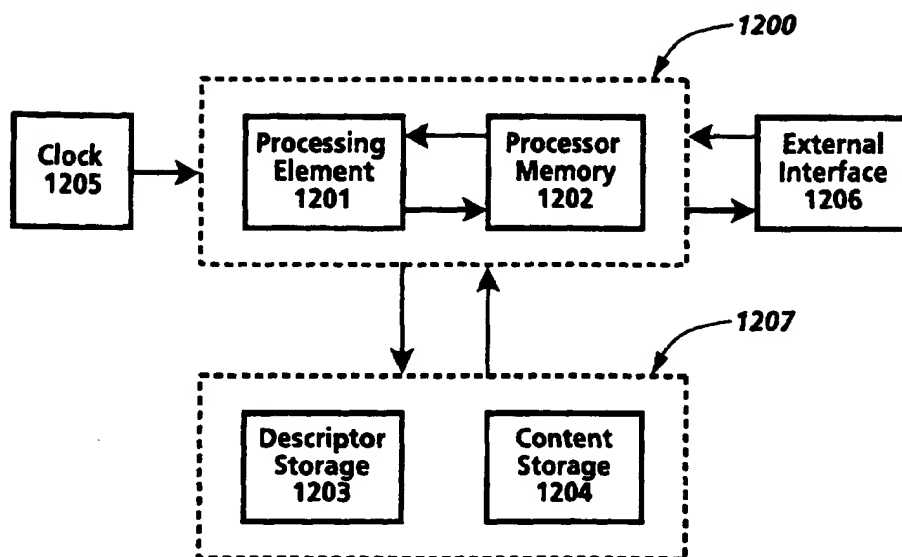 1200
Clock
1205
Processing
Element
1201
Processor
Memory
1202
External
Interface
1206
1207
Descriptor
Storage
1203
Content
Storage
1204